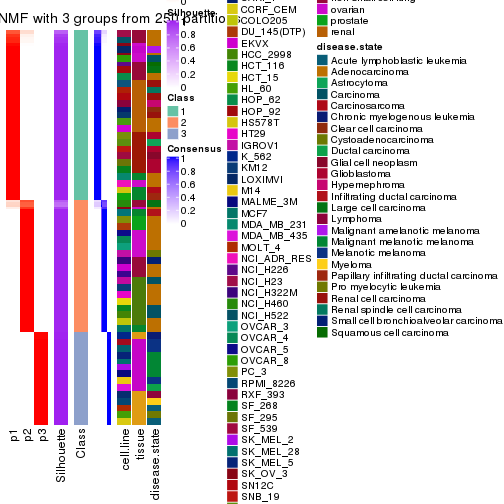 NMF with 3 groups from 250 partitions
Silhouette
1
0.8
0.6
0.4
0.2
0
Class
1
2
3
Consensus
1
0.8
0.6
0.4
0.2
0
p1
p2
p3
Silhouette
Class
cell.line
tissue
disease.state
CCRF_CEM
COLO205
DU_145(DTP)
EKVX
HCC_2998
HCT_116
HCT_15
HL_60
HOP_62
HOP_92
HS578T
HT29
IGROV1
K_562
KM12
LOXIMVI
M14
MALME_3M
MCF7
MDA_MB_231
MDA_MB_435
MOLT_4
NCI_ADR_RES
NCI_H226
NCI_H23
NCI_H322M
NCI_H460
NCI_H522
OVCAR_3
OVCAR_4
OVCAR_5
OVCAR_8
PC_3
RPMI_8226
RXF_393
SF_268
SF_295
SF_539
SK_MEL_2
SK_MEL_28
SK_MEL_5
SK_OV_3
SN12C
SNB_19
ovarian
prostate
renal
disease.state
Acute lymphoblastic leukemia
Adenocarcinoma
Astrocytoma
Carcinoma
Carcinosarcoma
Chronic myelogenous leukemia
Clear cell carcinoma
Cystoadenocarcinoma
Ductal carcinoma
Glial cell neoplasm
Glioblastoma
Hypernephroma
Infiltrating ductal carcinoma
Large cell carcinoma
Lymphoma
Malignant amelanotic melanoma
Malignant melanotic melanoma
Melanotic melanoma
Myeloma
Papillary infiltrating ductal carcinoma
Pro myelocytic leukemia
Renal cell carcinoma
Renal spindle cell carcinoma
Small cell bronchioalveolar carcinoma
Squamous cell carcinoma